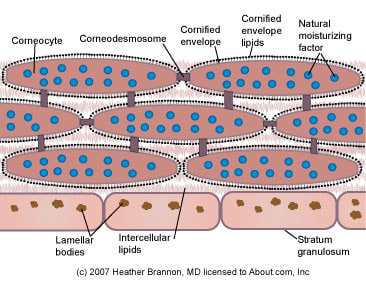 Corneocyte
Corneodesmosome
Cornified
envelope
Cornified
envelope
lipids
Natural
moisturizing
factor
Lamellar
bodies
Intercellular
lipids
Stratum
granulosum
(c) 2007 Heather Brannon, MD licensed to About.com, Inc